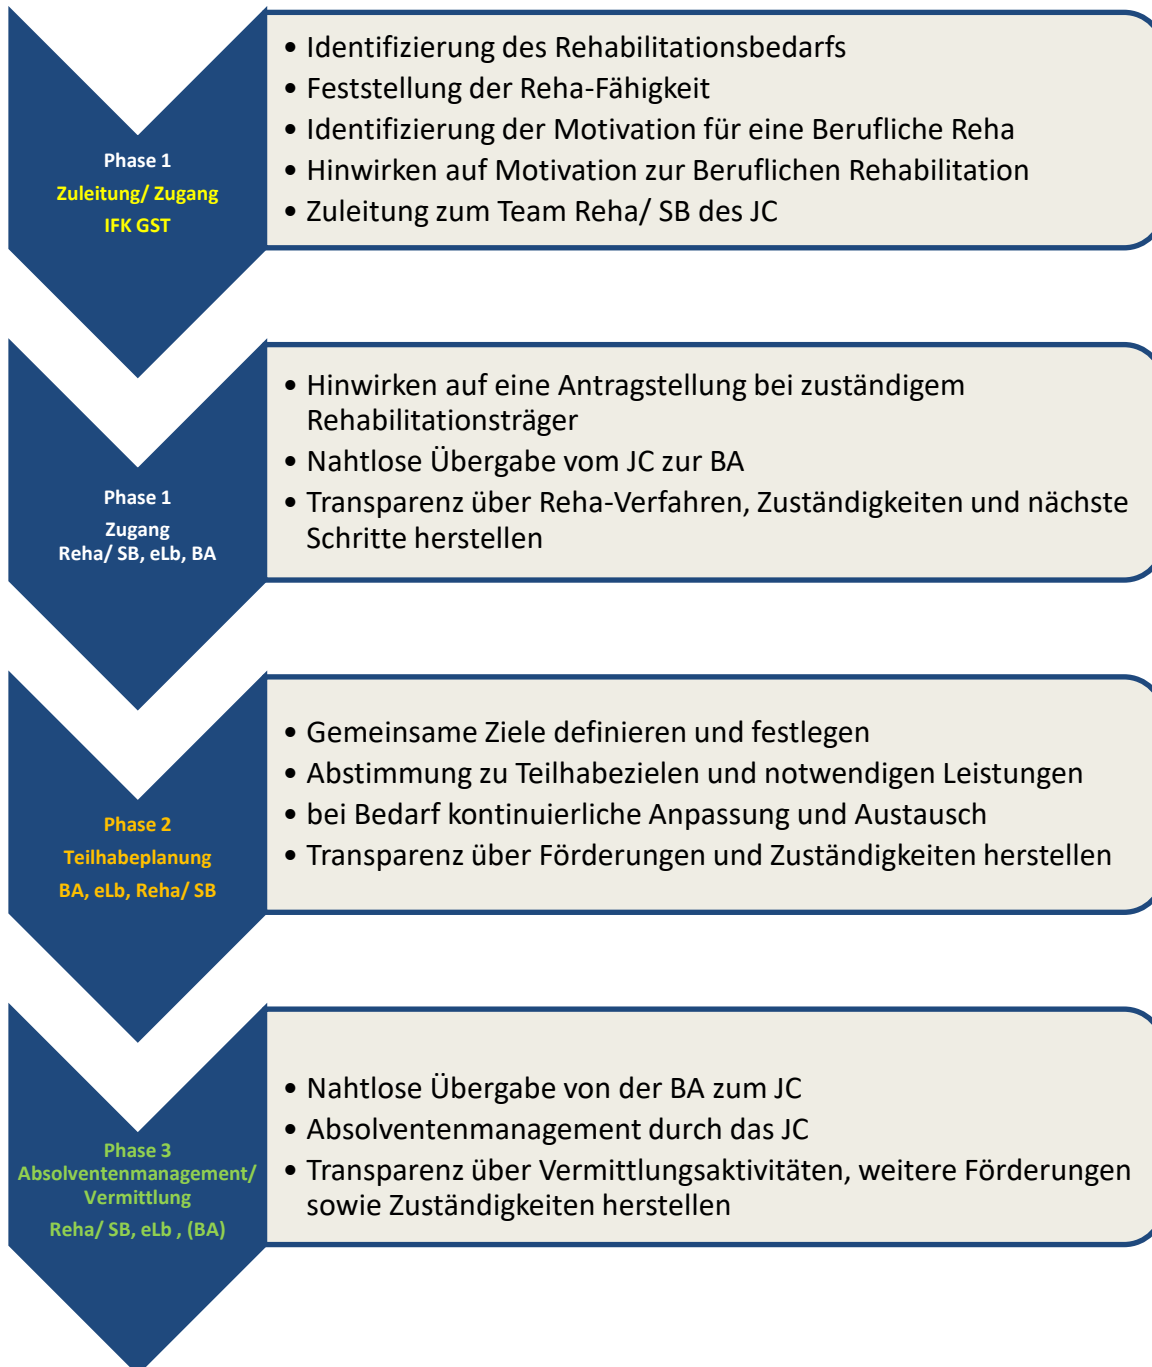 Phase 1
Zuleitung/ Zugang
IFK GST
• Identifizierung des Rehabilitationsbedarfs
• Feststellung der Reha-Fähigkeit
• Identifizierung der Motivation für eine Berufliche Reha
• Hinwirken auf Motivation zur Beruflichen Rehabilitation
• Zuleitung zum Team Reha/ SB des JC
Phase 1
Zugang
Reha/ SB, eLb, BA
• Hinwirken auf eine Antragstellung bei zuständigem
Rehabilitationsträger
• Nahtlose Übergabe vom JC zur BA
• Transparenz über Reha-Verfahren, Zuständigkeiten und nächste
Schritte herstellen
Phase 2
Teilhabeplanung
BA, eLb, Reha/ SB
• Gemeinsame Ziele definieren und festlegen
• Abstimmung zu Teilhabezielen und notwendigen Leistungen
• bei Bedarf kontinuierliche Anpassung und Austausch
• Transparenz über Förderungen und Zuständigkeiten herstellen
Phase 3
Absolventenmanagement/
Vermittlung
Reha/ SB, eLb , (BA)
• Nahtlose Übergabe von der BA zum JC
• Absolventenmanagement durch das JC
• Transparenz über Vermittlungsaktivitäten, weitere Förderungen
sowie Zuständigkeiten herstellen